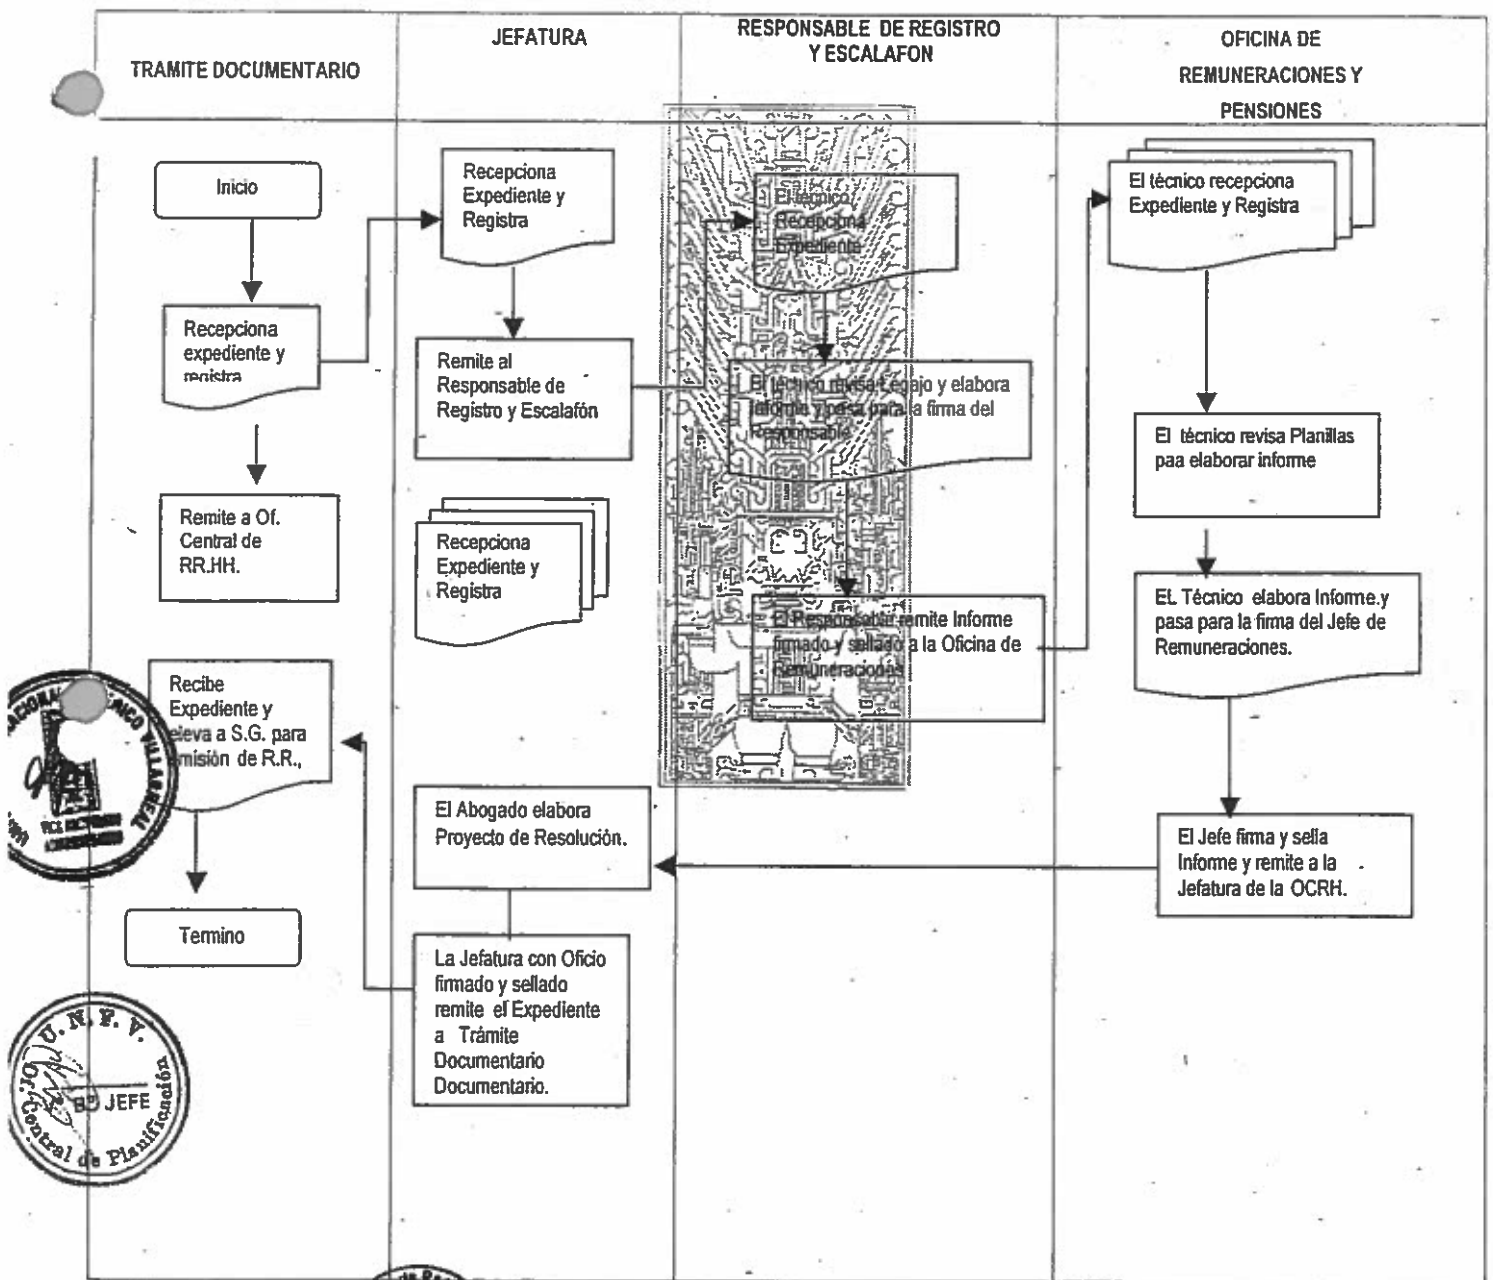 TRAMITE DOCUMENTARIO
JEFATURA
RESPONSABLE DE REGISTRO
Y ESCALAFON
OFICINA DE
REMUNERACIONES Y
PENSIONES
Inicio
Recepciona
expediente y
registra
Remite a Of.
Central de
RR.HH.
Recibe
Expediente y
eleva a S.G. para
emisión de R.R.,
Termino
Recepciona
Expediente y
Registra
Remite al
Responsable de
Registro y Escalafón
Recepciona
Expediente y
Registra
El Abogado elabora
Proyecto de Resolución.
La Jefatura con Oficio
firmado y sellado
remite el Expediente
a Trámite
Documentario
Documentario.
El técnico
Recepciona
Expediente
El técnico revisa Legajo y elabora
Informe y pasa para la firma del
Responsable
El Responsable remite Informe
firmado y sellado a la Oficina de
Remuneraciones
El técnico recepciona
Expediente y Registra
El técnico revisa Planillas
paa elaborar informe
EL Técnico elabora Informe.y
pasa para la firma del Jefe de
Remuneraciones.
El Jefe firma y sella
Informe y remite a la
Jefatura de la OCRH.
VILLARREAL
U. N. F. V.
JEFE
Of. Central de Planificación
de